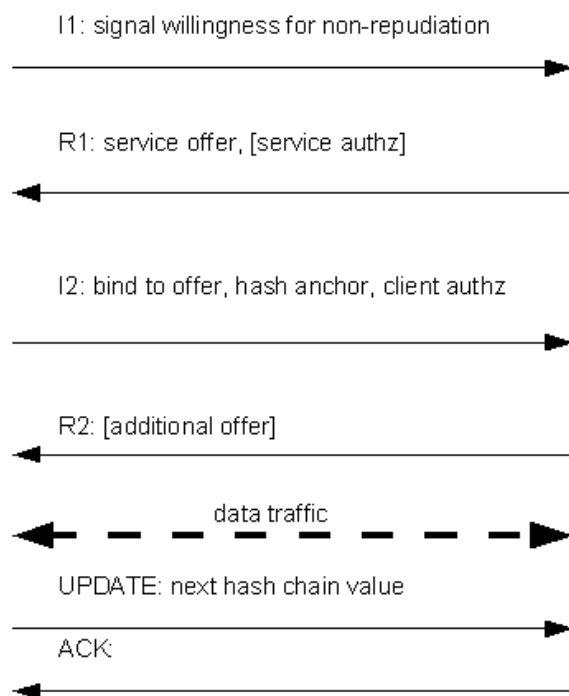 I1: signal willingness for non-repudiation
R1: service offer, [service authz]
I2: bind to offer, hash anchor, client authz
R2: [additional offer]
data traffic
UPDATE: next hash chain value
ACK: